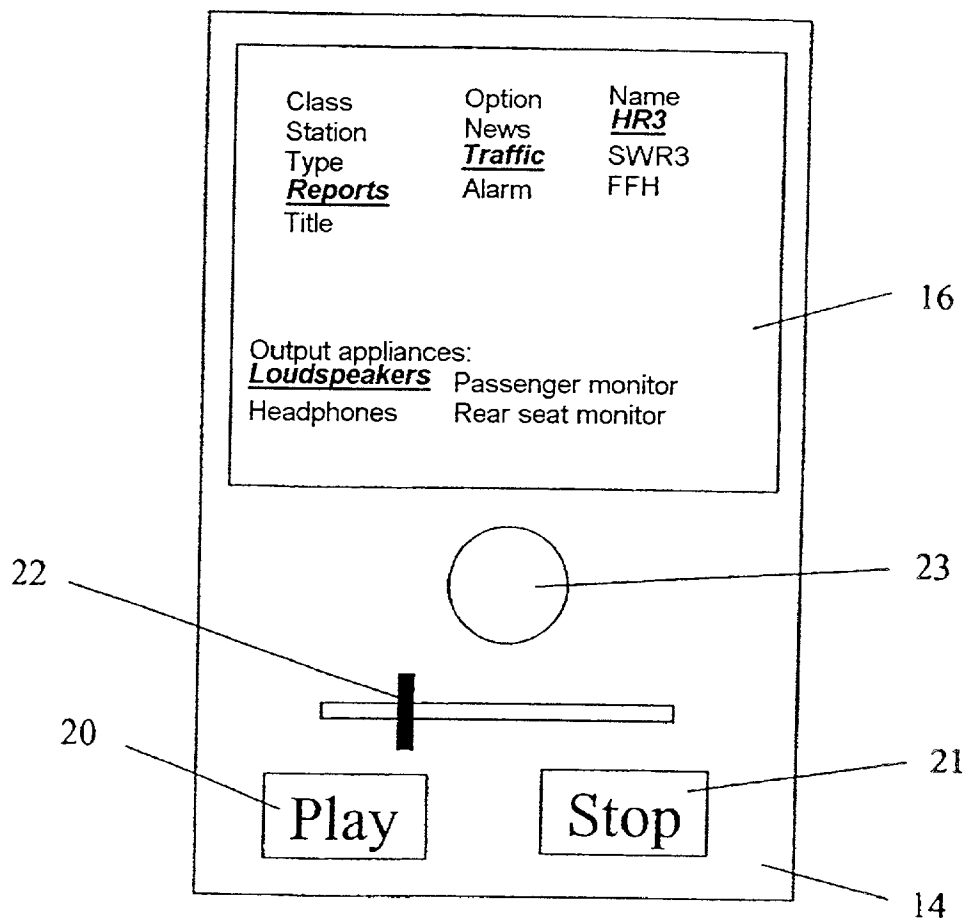 Class Option Name
Station News HR3
Type Traffic SWR3
Reports Alarm FFH
Title
16
Output appliances:
Loudspeakers Passenger monitor
Headphones Rear seat monitor
22
23
20
21
Play Stop
14